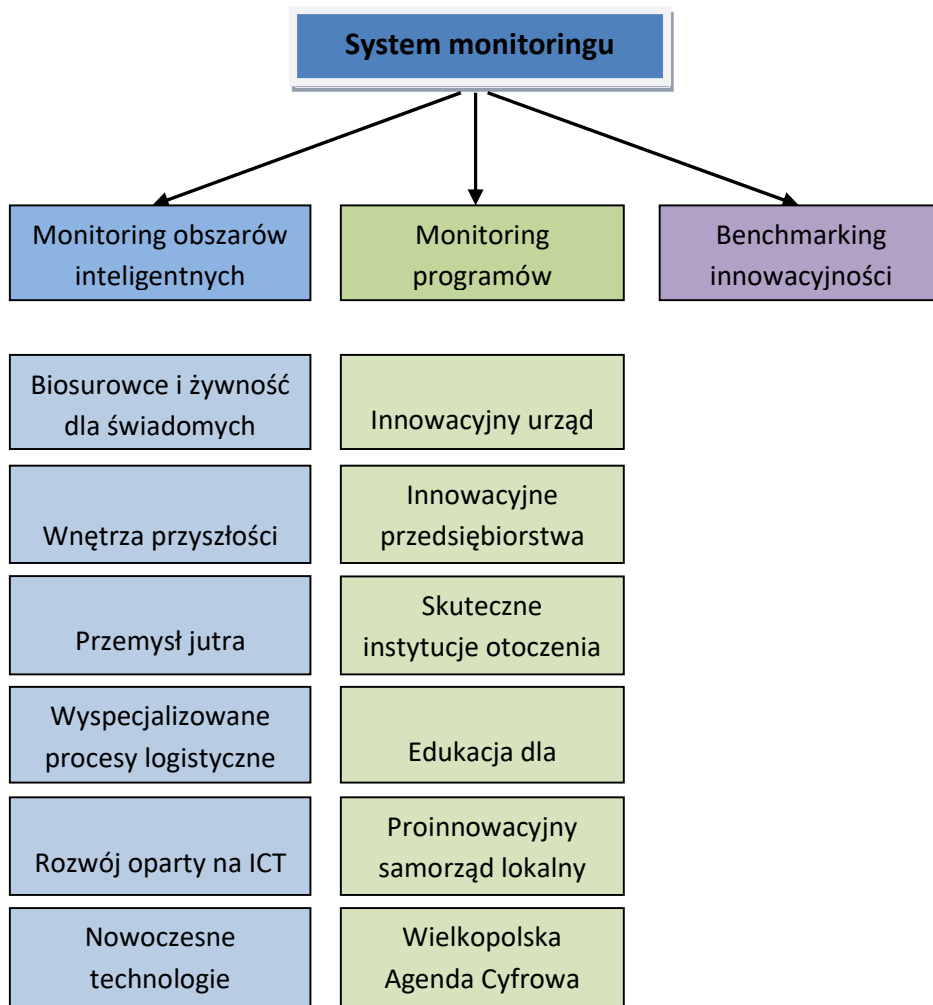 System monitoringu
Monitoring obszarów
inteligentnych
Monitoring
programów
Benchmarking
innowacyjności
Biosurowce i żywność
dla świadomych
Wnętrza przyszłości
Przemysł jutra
Wyspecjalizowane
procesy logistyczne
Rozwój oparty na ICT
Nowoczesne
technologie
Innowacyjny urząd
Innowacyjne
przedsiębiorstwa
Skuteczne
instytucje otoczenia
Edukacja dla
Proinnowacyjny
samorząd lokalny
Wielkopolska
Agenda Cyfrowa